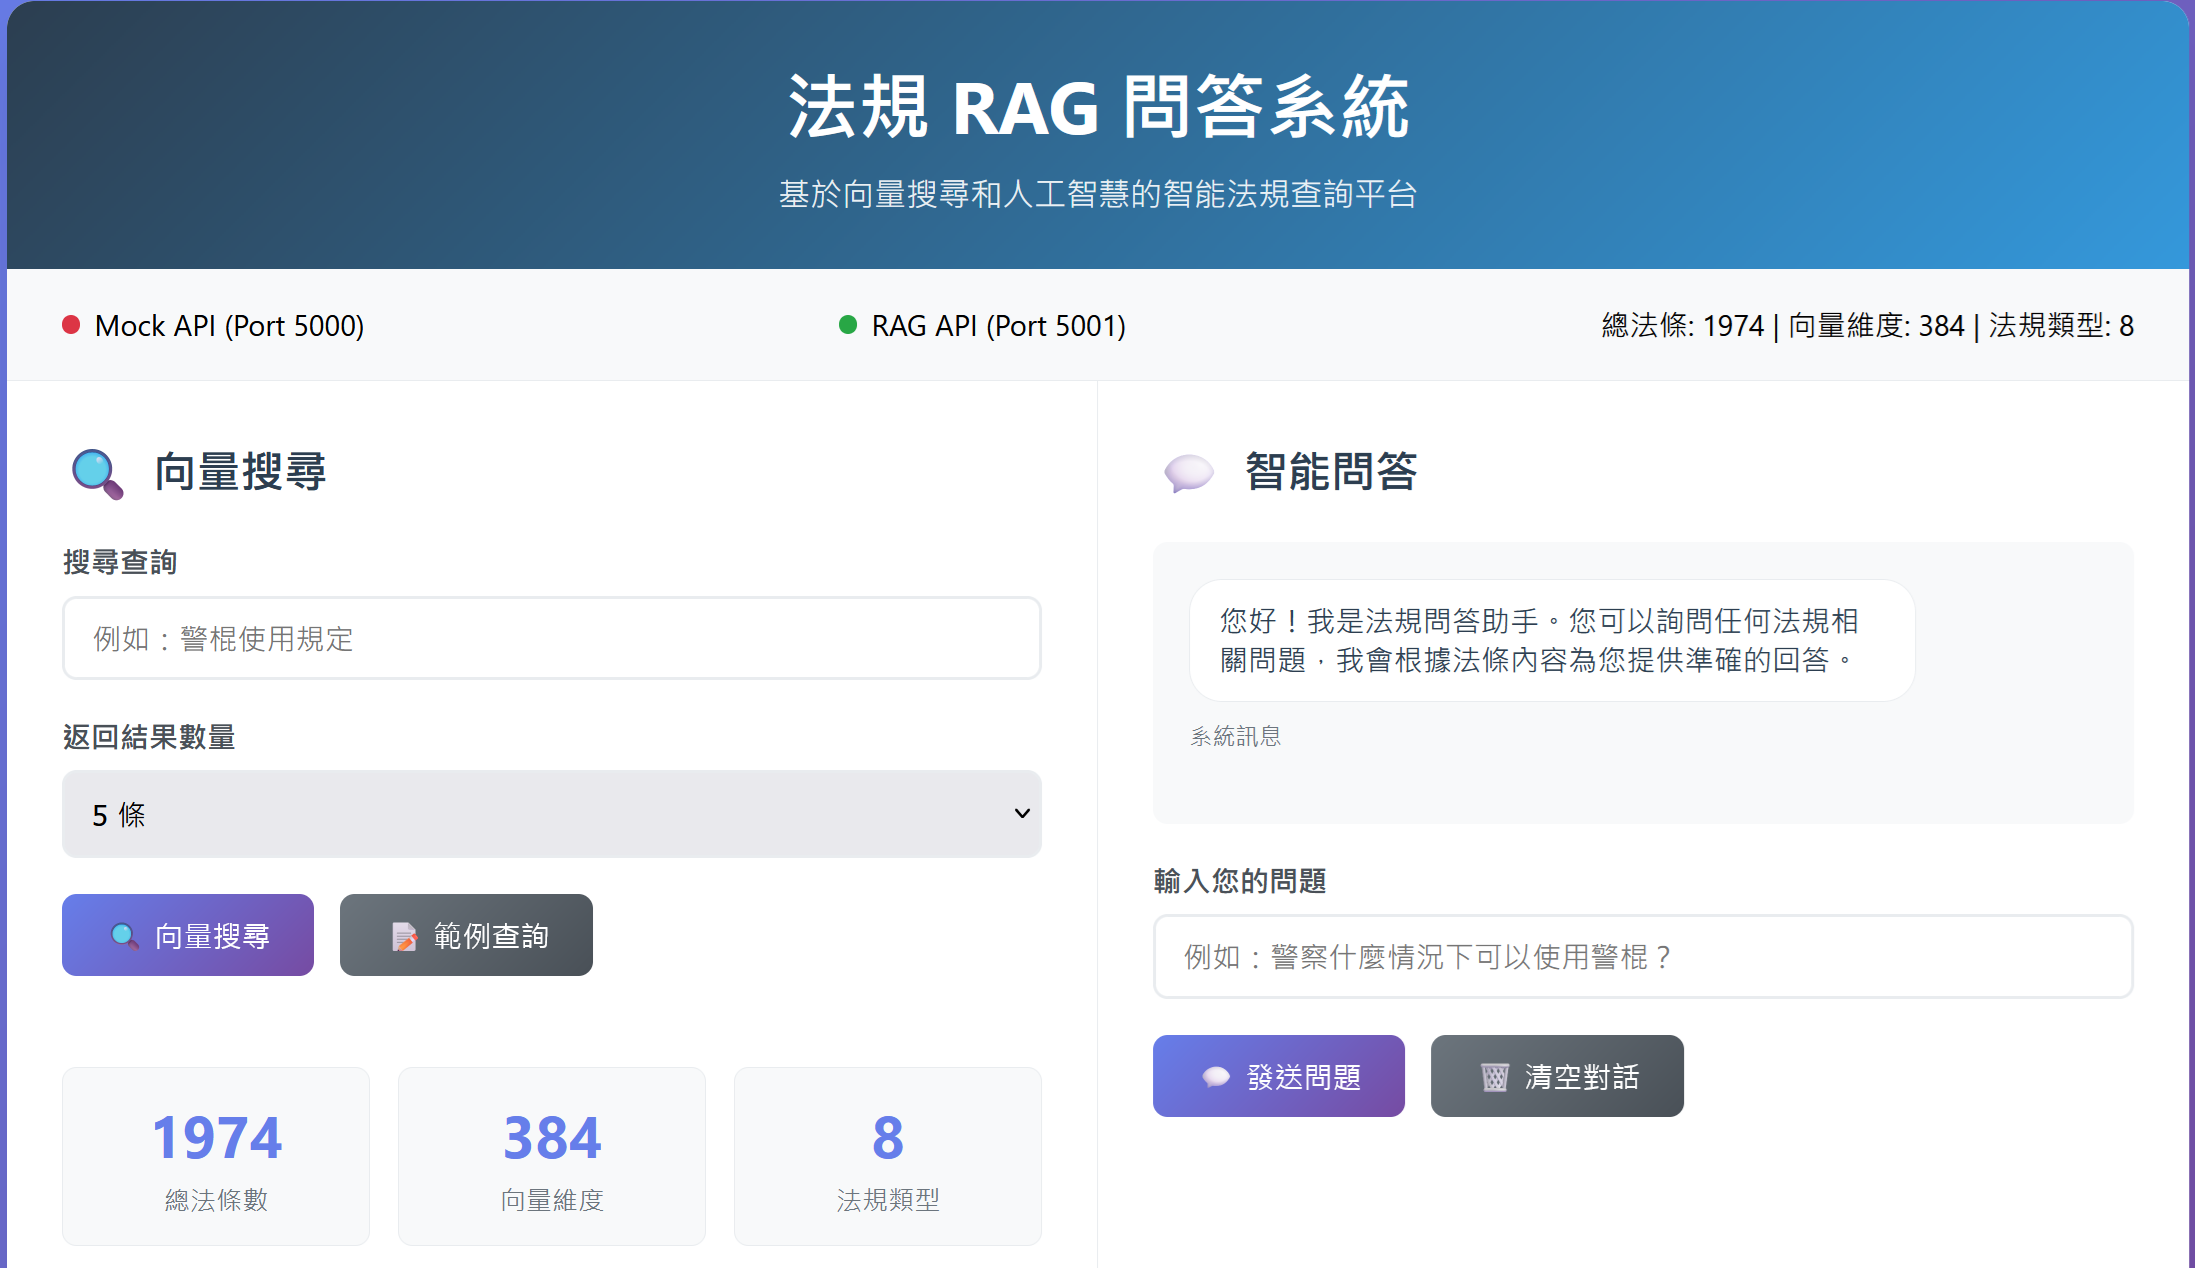 法規 RAG 問答系統
基於向量搜尋和人工智慧的智能法規查詢平台
Mock API (Port 5000)
RAG API (Port 5001)
總法條: 1974 | 向量維度: 384 | 法規類型: 8
向量搜尋
搜尋查詢
例如：警棍使用規定
返回結果數量
5 條
向量搜尋
範例查詢
1974
總法條數
384
向量維度
8
法規類型
智能問答
您好！我是法規問答助手。您可以詢問任何法規相
關問題，我會根據法條內容為您提供準確的回答。
系統訊息
輸入您的問題
例如：警察什麼情況下可以使用警棍？
發送問題
清空對話